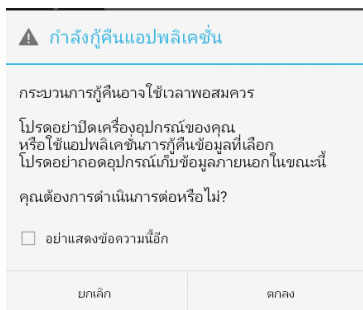 กำลังกู้คืนแอปพลิเคชั่น
กระบวนการกู้คืนอาจใช้เวลาพอสมควร
โปรดอย่าปิดเครื่องอุปกรณ์ของคุณ
หรือใช้แอปพลิเคชั่นการกู้คืนข้อมูลที่เลือก
โปรดอย่าถอดอุปกรณ์เก็บข้อมูลภายนอกในขณะนี้
คุณต้องการดำเนินการต่อหรือไม่?
อย่าแสดงข้อความนี้อีก
ยกเลิก
ตกลง